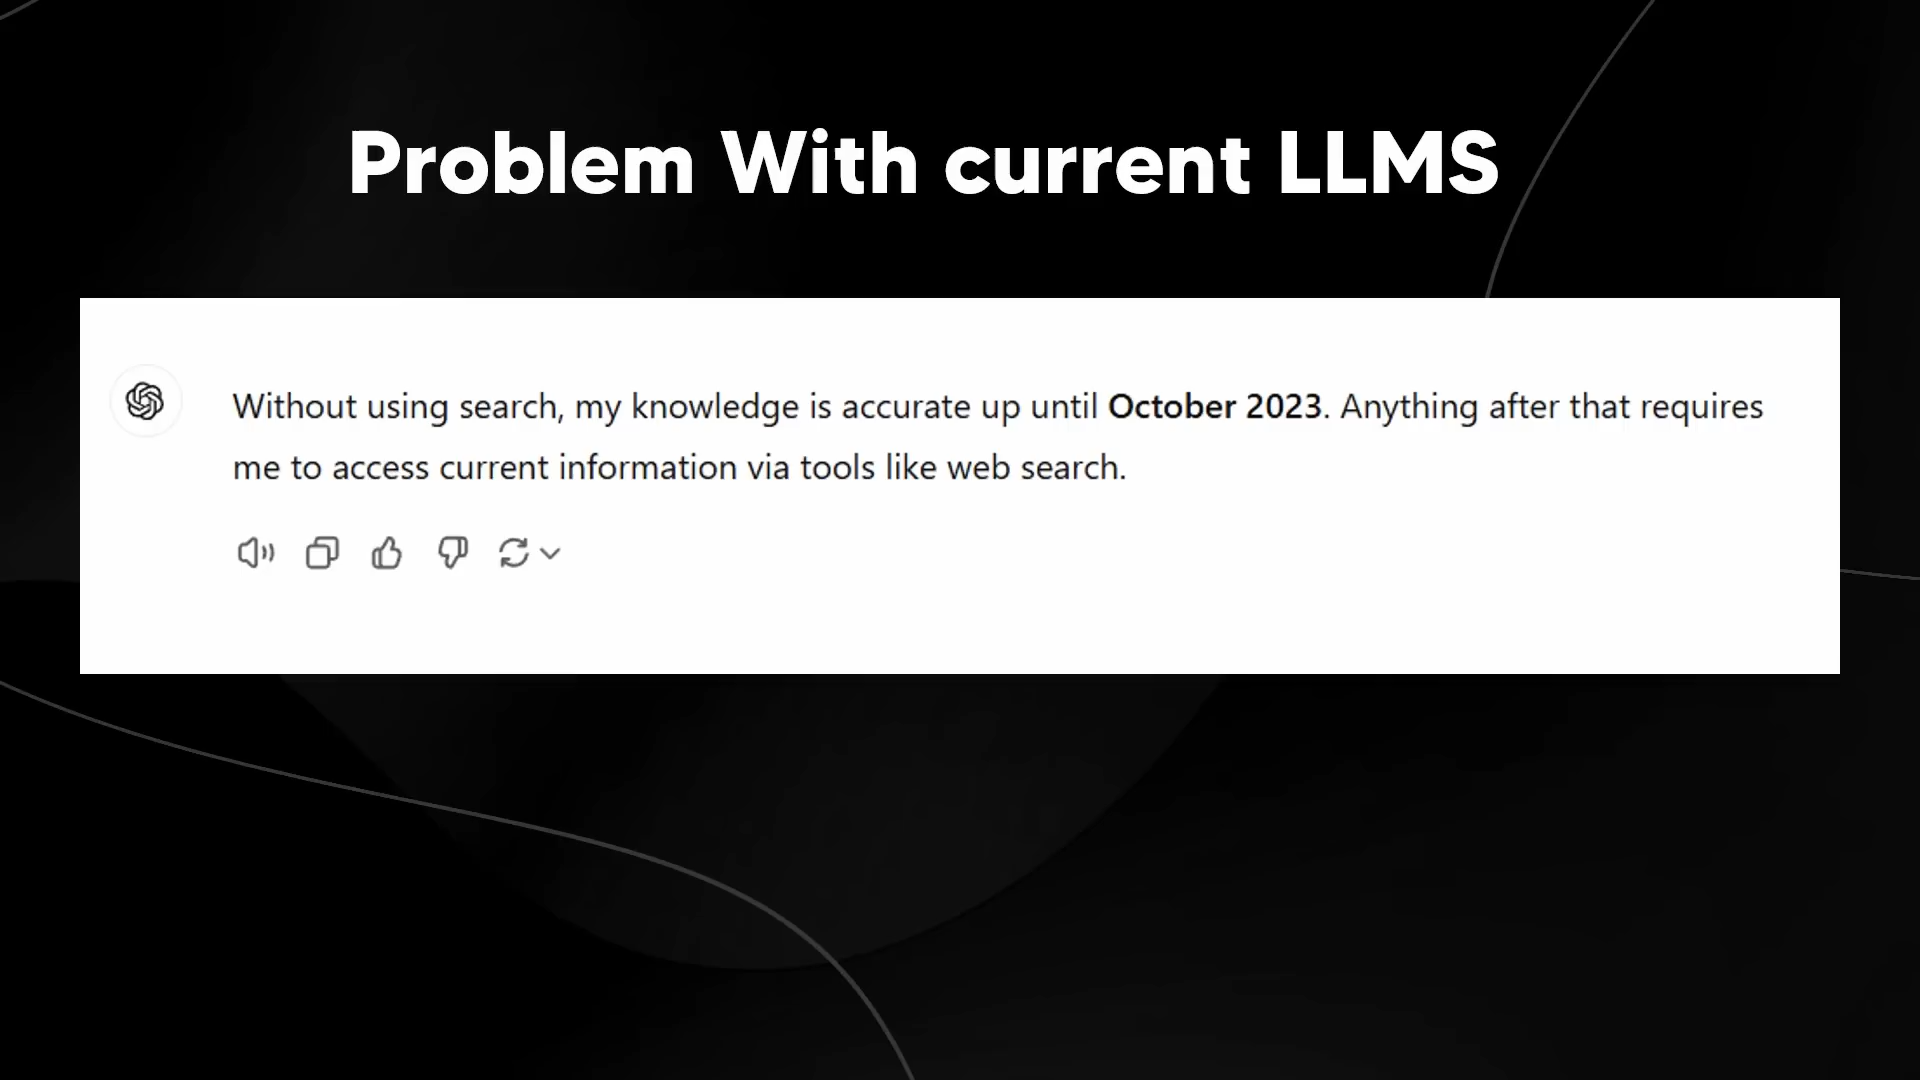 Problem With current LLMS
Without using search, my knowledge is accurate up until October 2023. Anything after that requires
me to access current information via tools like web search.